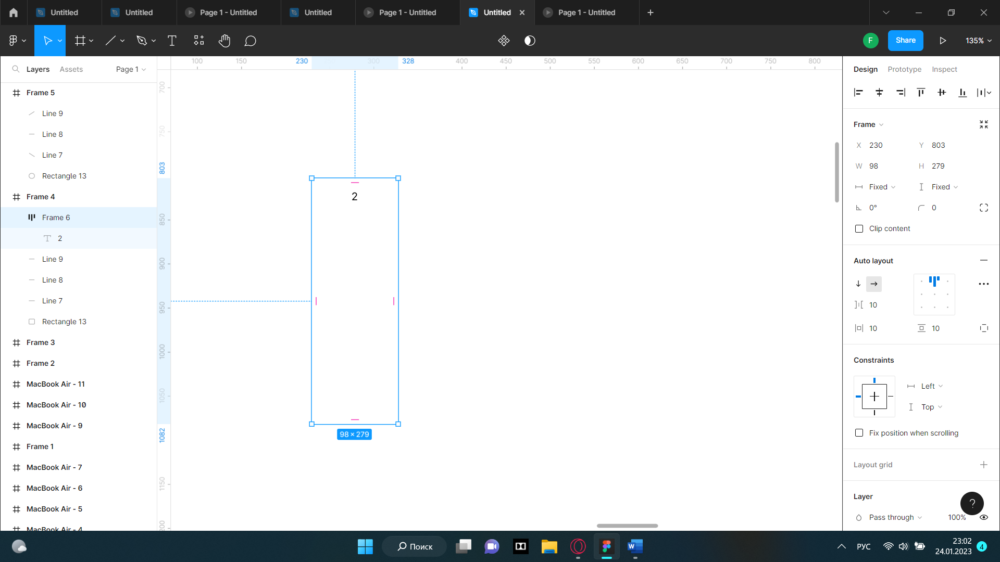 Untitled
Untitled
Page 1 - Untitled
Untitled
Page 1 - Untitled
Untitled
Page 1 - Untitled
F
Share
135%
Layers
Assets
Page 1
100 150 230 300 328 400 450 500 550 600 650 700 750 800
Design
Prototype
Inspect
700
750
803
850
900
950
1000
1050
1082
1150
200
Frame 5
Line 9
Line 8
Line 7
Rectangle 13
Frame 4
Frame 6
2
Line 9
Line 8
Line 7
Rectangle 13
Frame 3
Frame 2
MacBook Air - 11
MacBook Air - 10
MacBook Air - 9
Frame 1
MacBook Air - 7
MacBook Air - 6
MacBook Air - 5
MacBook Air - 4
2
98 × 279
Frame
X 230 Y 803
W 98 H 279
Fixed Fixed
0° 0
Clip content
Auto layout
10
10 10
Constraints
Left
Top
Fix position when scrolling
Layout grid
Layer
?
Pass through 100%
Поиск
W
РУС
23:02
24.01.2023
4